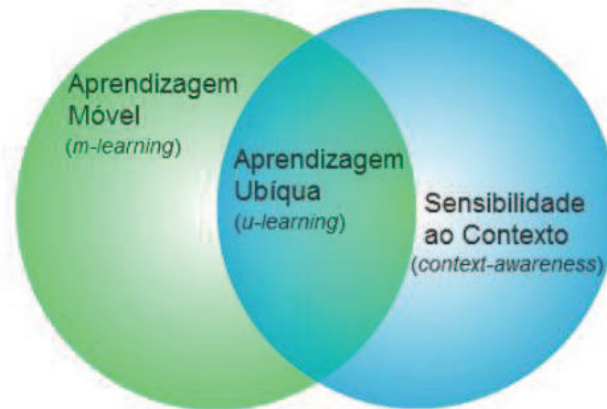 Aprendizagem
Móvel
(m-learning)
Aprendizagem
Ubíqua
(u-learning)
Sensibilidade
ao Contexto
(context-awareness)